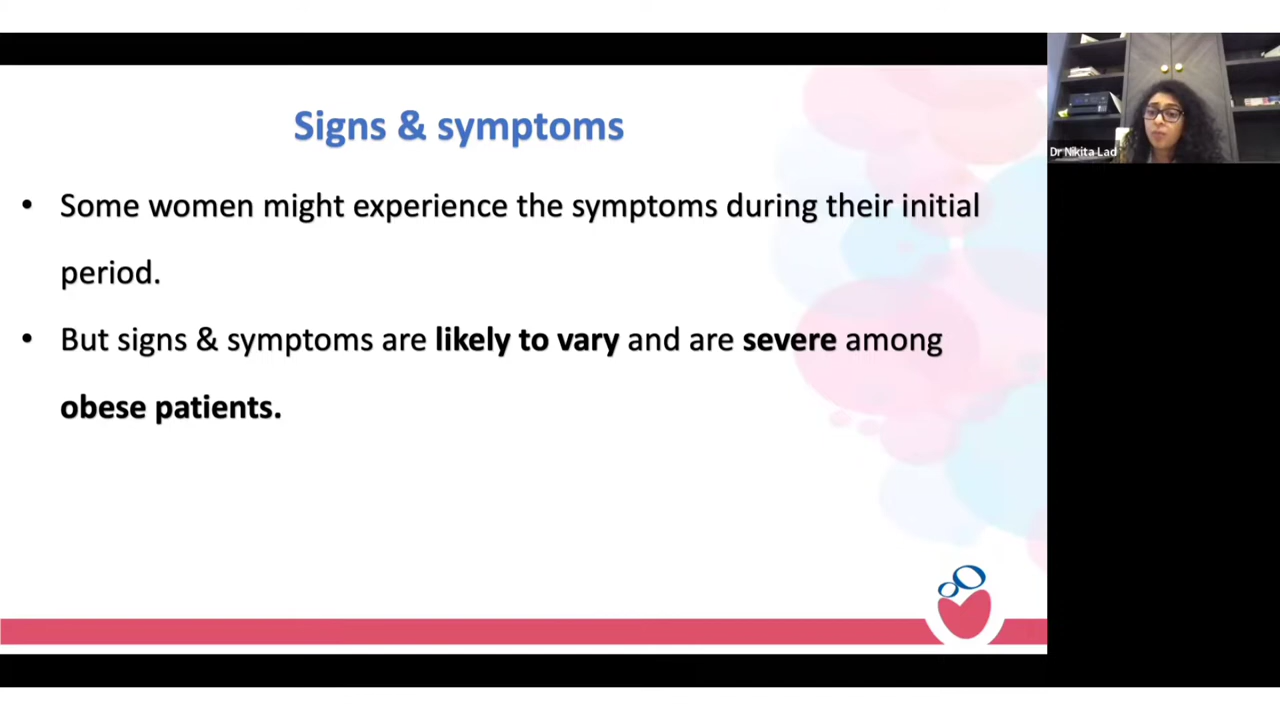 Signs & symptoms
• Some women might experience the symptoms during their initial
period.
• But signs & symptoms are likely to vary and are severe among
obese patients.
Dr Nikita Lad